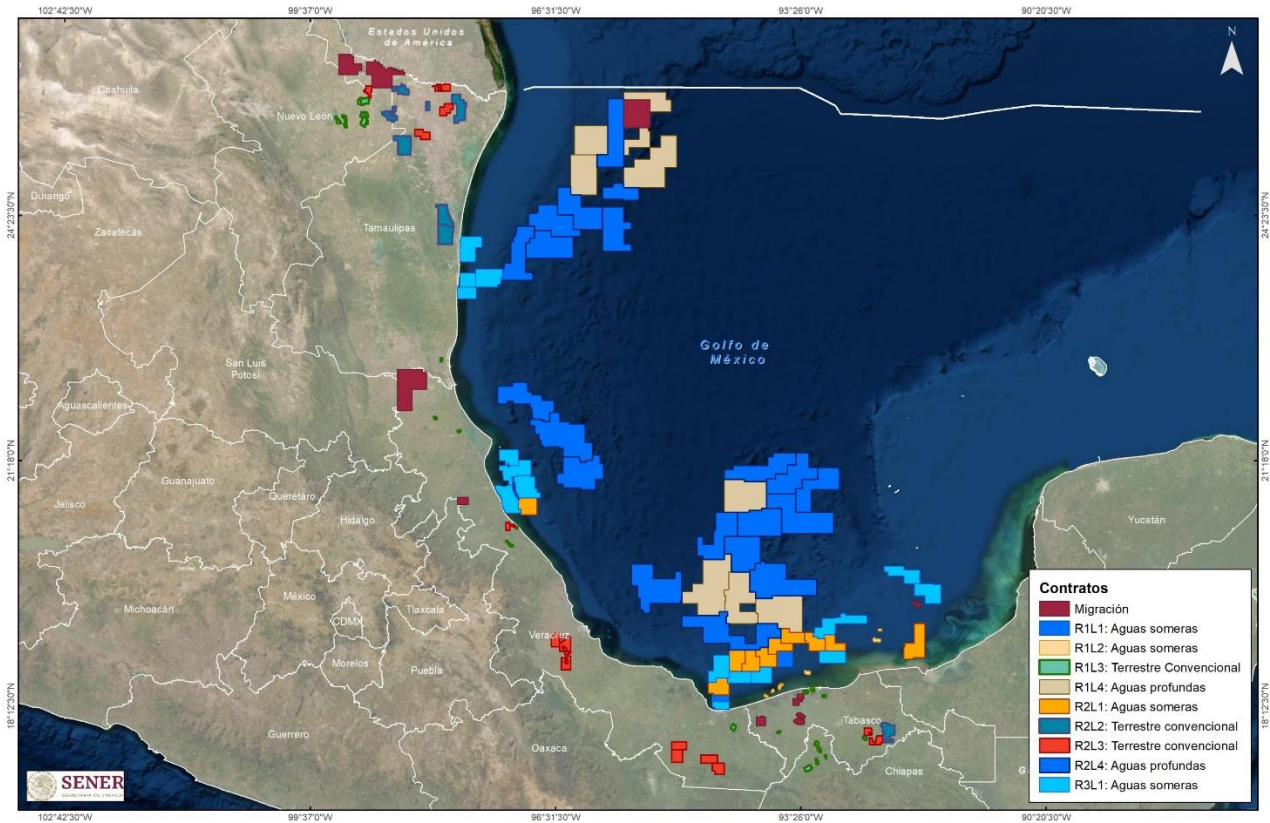 102°42'30"W
99°37'0"W
96°31'30"W
93°26'0"W
90°20'30"W
Estados Unidos
de América
N
Coahuila
Nuevo León
Durango
24°23'30"N
24°23'30"N
Zacatecas
Tamaulipas
Golfo de
México
San Luis
Potosí
Aguascalientes
21°18'0"N
21°18'0"N
Guanajuato
Querétaro
Jalisco
Hidalgo
Yucatán
Michoacán
México
Tlaxcala
CDMX
Veracruz
Morelos
Puebla
18°12'30"N
18°12'30"N
Guerrero
Oaxaca
Tabasco
Chiapas
G
Contratos
Migración
R1L1: Aguas someras
R1L2: Aguas someras
R1L3: Terrestre Convencional
R1L4: Aguas profundas
R2L1: Aguas someras
R2L2: Terrestre convencional
R2L3: Terrestre convencional
R2L4: Aguas profundas
R3L1: Aguas someras
SENER
SECRETARÍA DE ENERGÍA
102°42'30"W
99°37'0"W
96°31'30"W
93°26'0"W
90°20'30"W